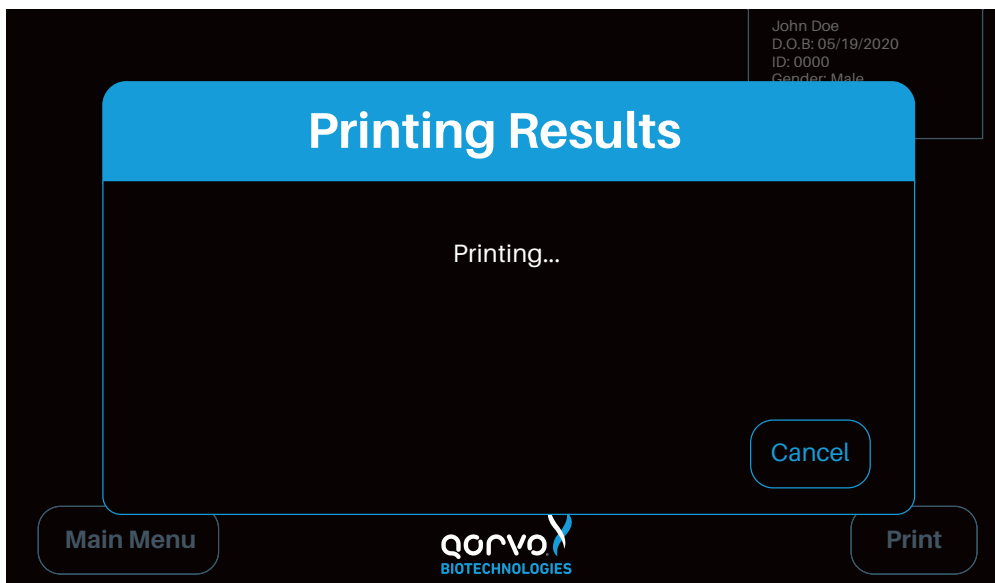 John Doe
D.O.B: 05/19/2020
ID: 0000
Gender: Male
Printing Results
Printing...
Cancel
Main Menu
QORVO
BIOTECHNOLOGIES
Print